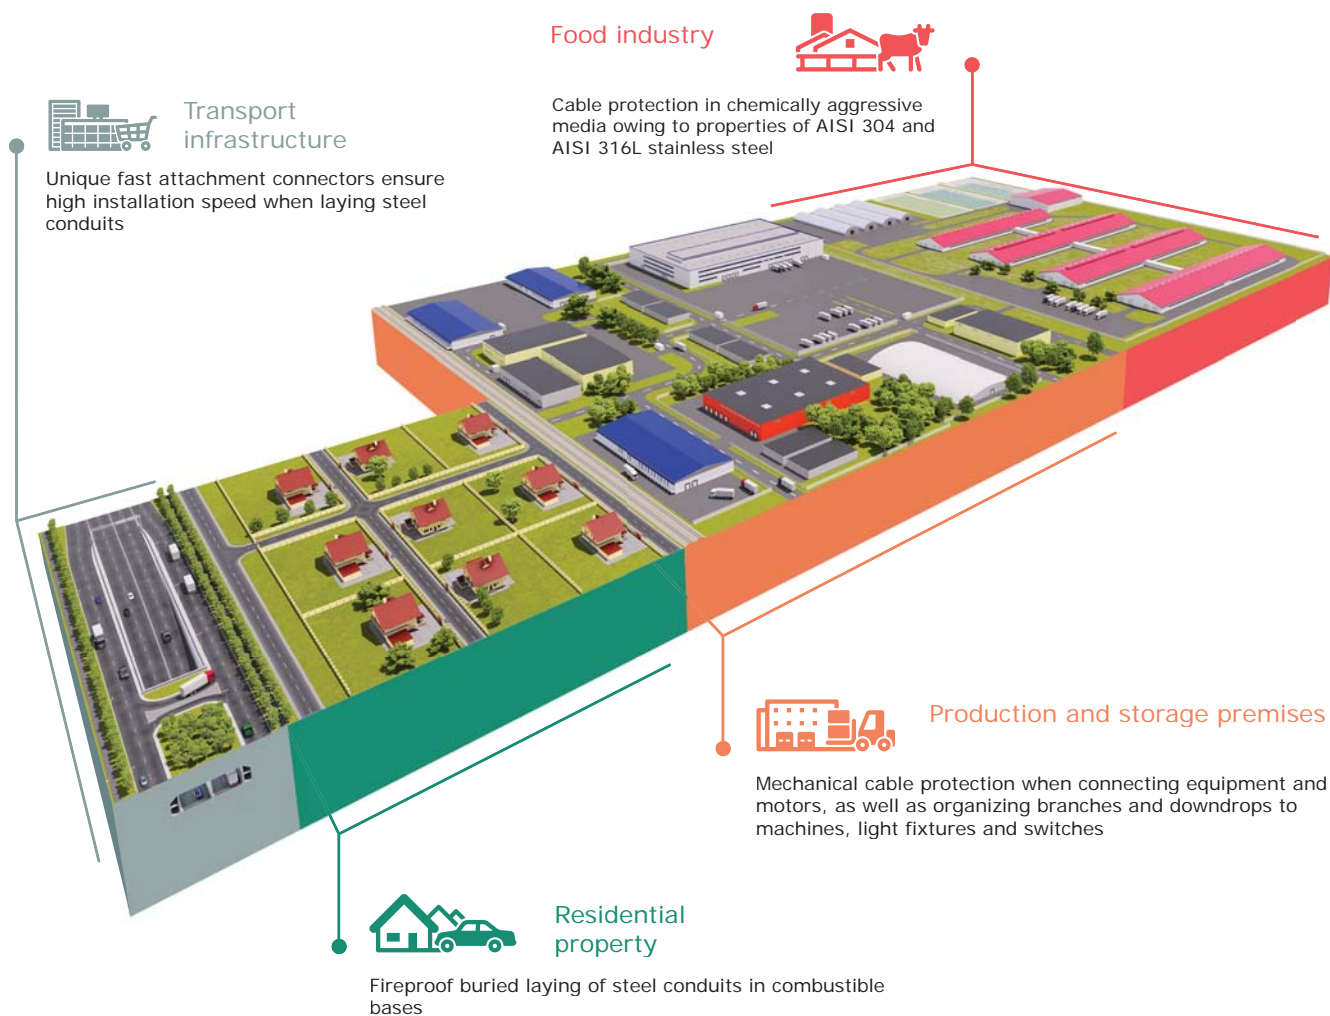 Food industry
Cable protection in chemically aggressive
media owing to properties of AISI 304 and
AISI 316L stainless steel
Transport
infrastructure
Unique fast attachment connectors ensure
high installation speed when laying steel
conduits
Production and storage premises
Mechanical cable protection when connecting equipment and
motors, as well as organizing branches and downdrops to
machines, light fixtures and switches
Residential
property
Fireproof buried laying of steel conduits in combustible
bases